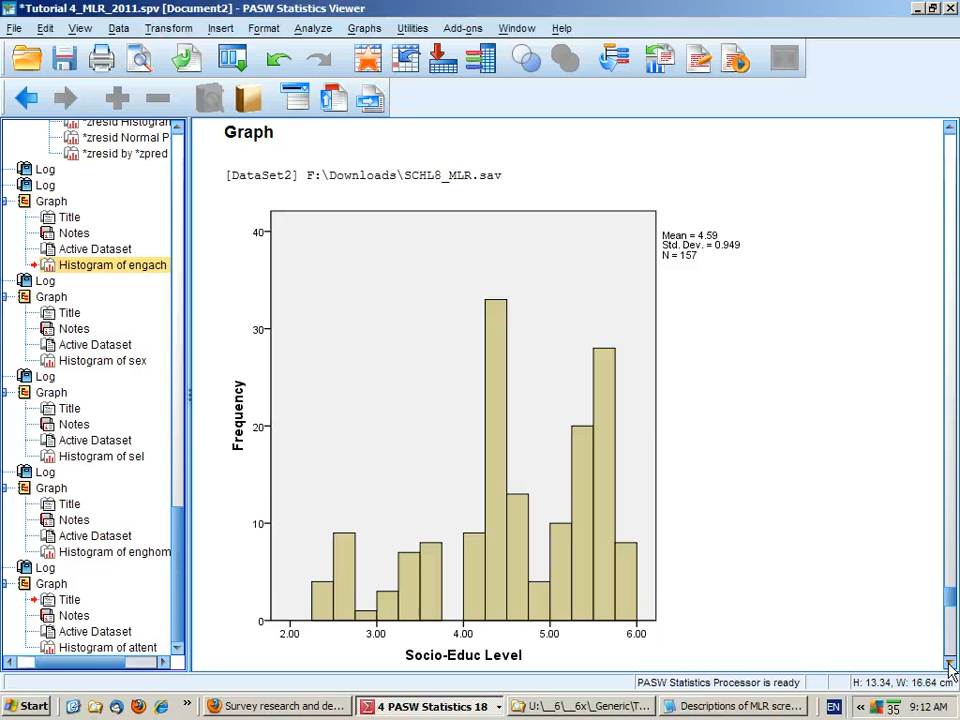 *Tutorial 4_MLR_2011.spv [Document2] - PASW Statistics Viewer
File Edit View Data Transform Insert Format Analyze Graphs Utilities Add-ons Window Help
*zresid Histogran
*zresid Normal P
*zresid by *zpred
Log
Log
Graph
Title
Notes
Active Dataset
Histogram of engach
Log
Graph
Title
Notes
Active Dataset
Histogram of sex
Log
Graph
Title
Notes
Active Dataset
Histogram of sel
Log
Graph
Title
Notes
Active Dataset
Histogram of enghom
Log
Graph
Title
Notes
Active Dataset
Histogram of attent
Graph
[DataSet2] F:\Downloads\SCHL8_MLR.sav
Mean = 4.59
Std. Dev. = 0.949
N = 157
40
30
20
10
0
Frequency
2.00 3.00 4.00 5.00 6.00
Socio-Educ Level
PASW Statistics Processor is ready
H: 13.34, W: 16.64 cm
Start
»
Survey research and de...
4 PASW Statistics 18
U:\__6\__6x\_Generic\T...
Descriptions of MLR scre...
EN
«
35
9:12 AM